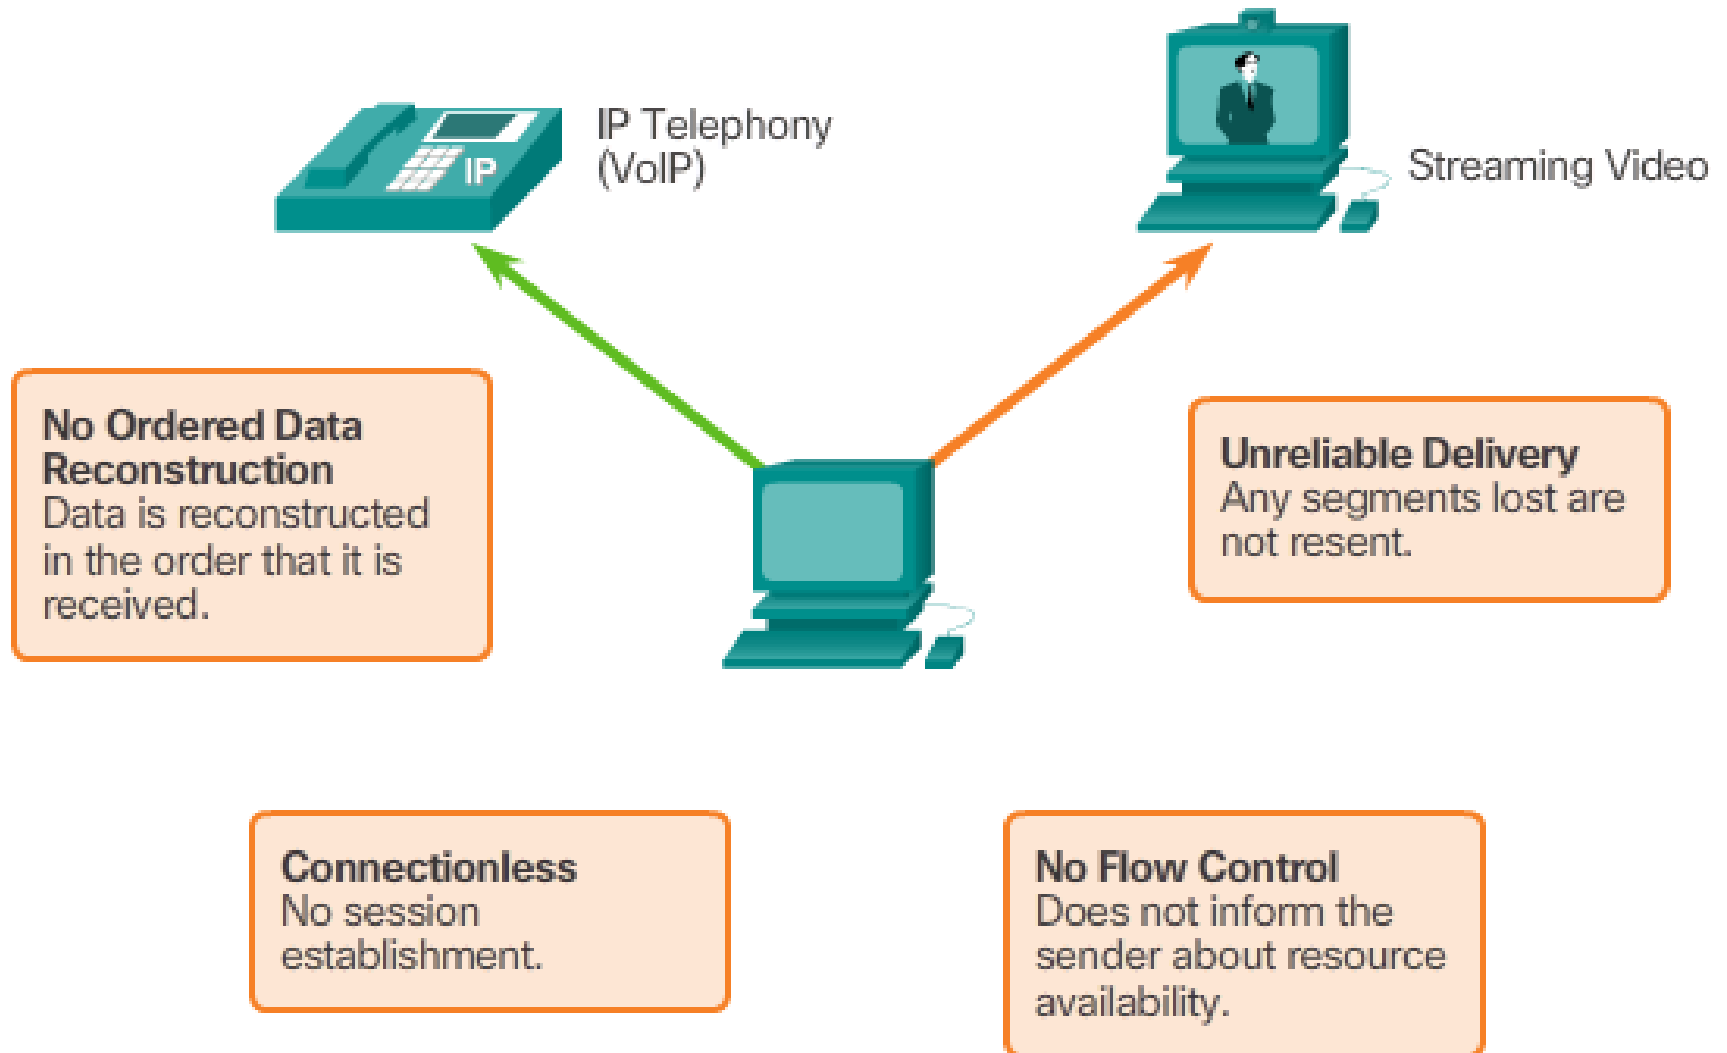 IP Telephony
(VoIP)
IP
Streaming Video
No Ordered Data
Reconstruction
Data is reconstructed
in the order that it is
received.
Unreliable Delivery
Any segments lost are
not resent.
Connectionless
No session
establishment.
No Flow Control
Does not inform the
sender about resource
availability.